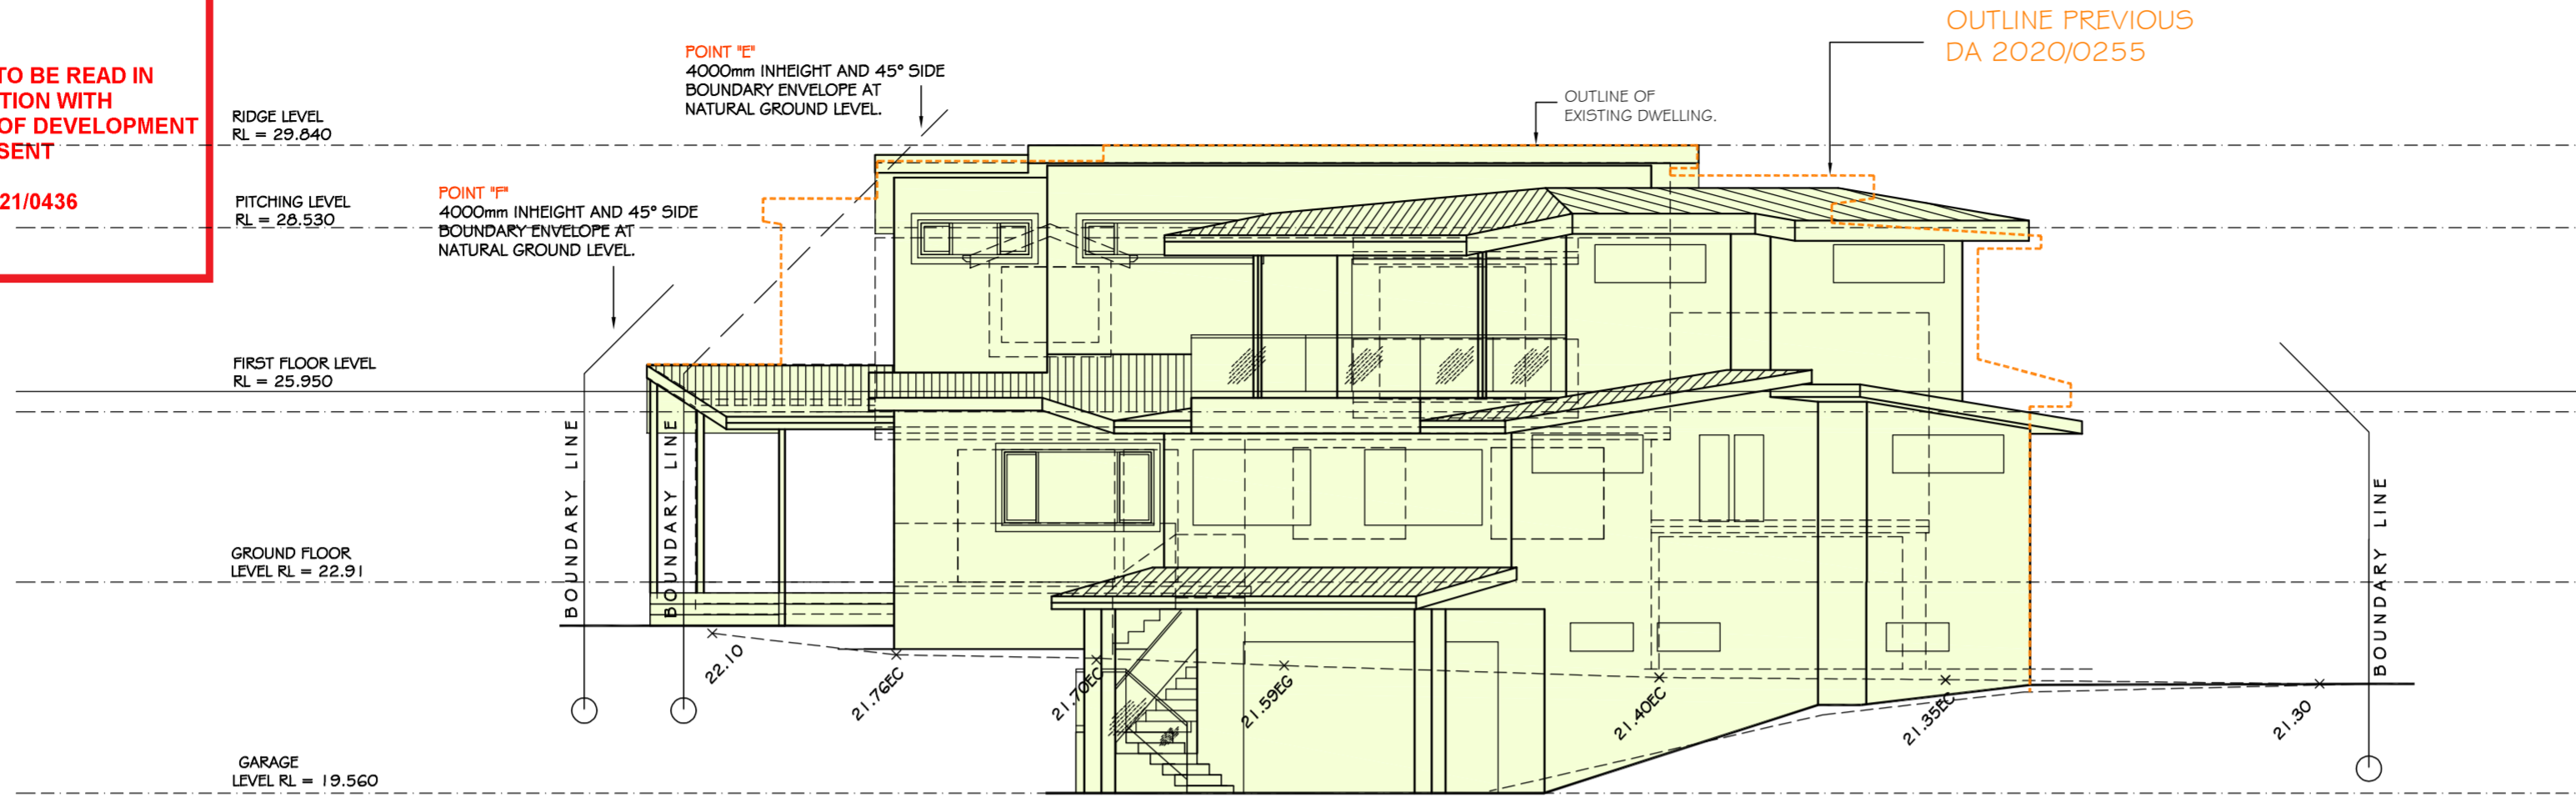 TO BE READ IN
TION WITH
OF DEVELOPMENT
SENT
21/0436
RIDGE LEVEL
RL = 29.840
PITCHING LEVEL
RL = 28.530
FIRST FLOOR LEVEL
RL = 25.950
GROUND FLOOR
LEVEL RL = 22.91
GARAGE
LEVEL RL = 19.560
POINT "E"
4000mm INHEIGHT AND 45° SIDE
BOUNDARY ENVELOPE AT
NATURAL GROUND LEVEL.
POINT "F"
4000mm INHEIGHT AND 45° SIDE
BOUNDARY ENVELOPE AT
NATURAL GROUND LEVEL.
OUTLINE OF
EXISTING DWELLING.
OUTLINE PREVIOUS
DA 2020/0255
BOUNDARY LINE
BOUNDARY LINE
BOUNDARY LINE
22.10
21.76EC
21.70EC
21.59EG
21.40EC
21.35EC
21.30